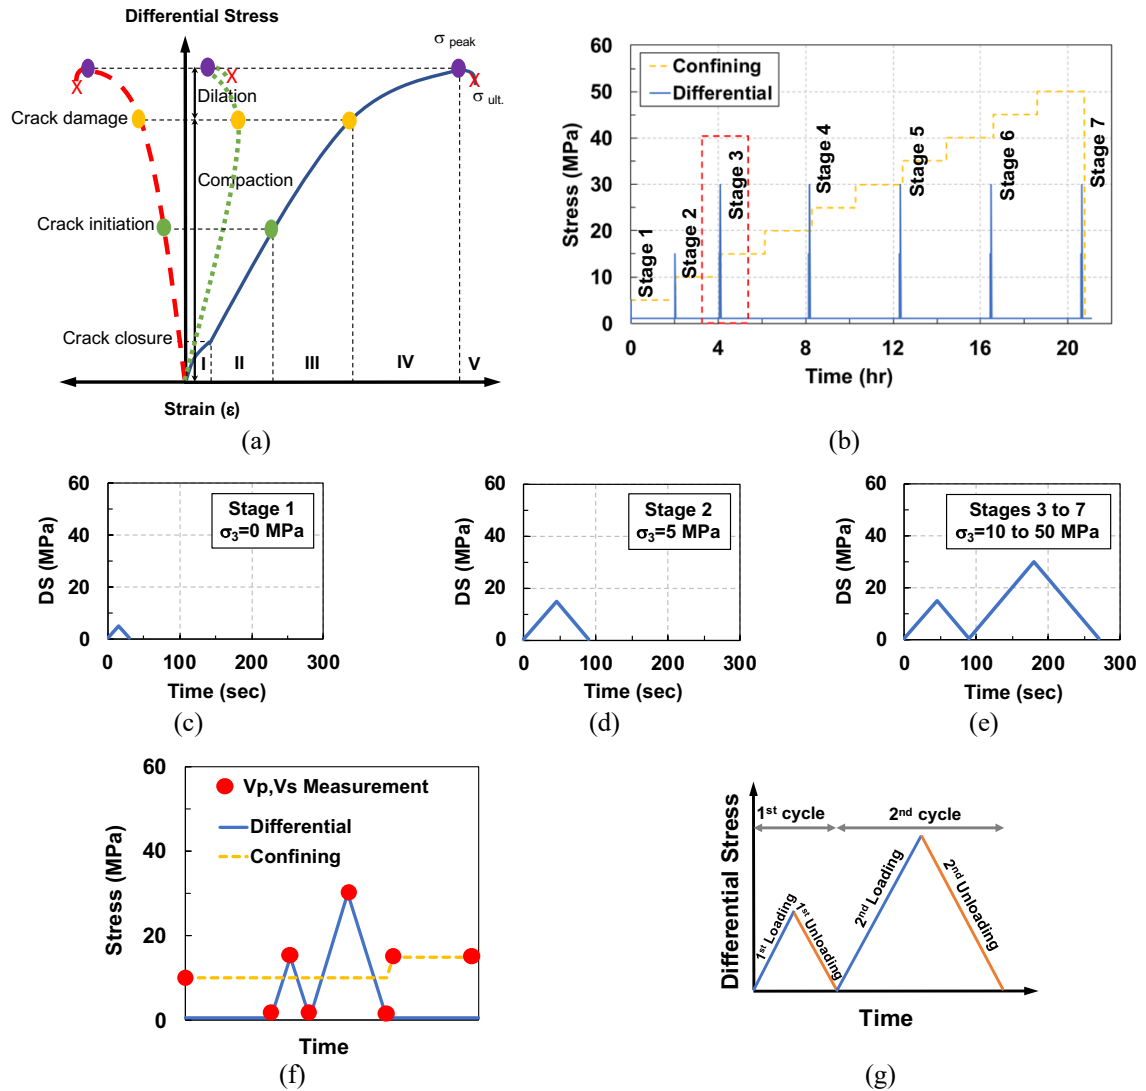 Differential Stress
σ peak
X
X
X
σ ult.
Dilation
Crack damage
Compaction
Crack initiation
Crack closure
I
II
III
IV
V
Strain (ε)
(a)
60
50
40
30
20
10
0
Stress (MPa)
Confining
Differential
Stage 1
Stage 2
Stage 3
Stage 4
Stage 5
Stage 6
Stage 7
0
4
8
12
16
20
Time (hr)
(b)
60
40
20
0
DS (MPa)
Stage 1
σ3=0 MPa
0
100
200
300
Time (sec)
(c)
60
40
20
0
DS (MPa)
Stage 2
σ3=5 MPa
0
100
200
300
Time (sec)
(d)
60
40
20
0
DS (MPa)
Stages 3 to 7
σ3=10 to 50 MPa
0
100
200
300
Time (sec)
(e)
60
40
20
0
Stress (MPa)
Vp,Vs Measurement
Differential
Confining
Time
(f)
Differential Stress
1st cycle
2nd cycle
1st Loading
1st Unloading
2nd Loading
2nd Unloading
Time
(g)